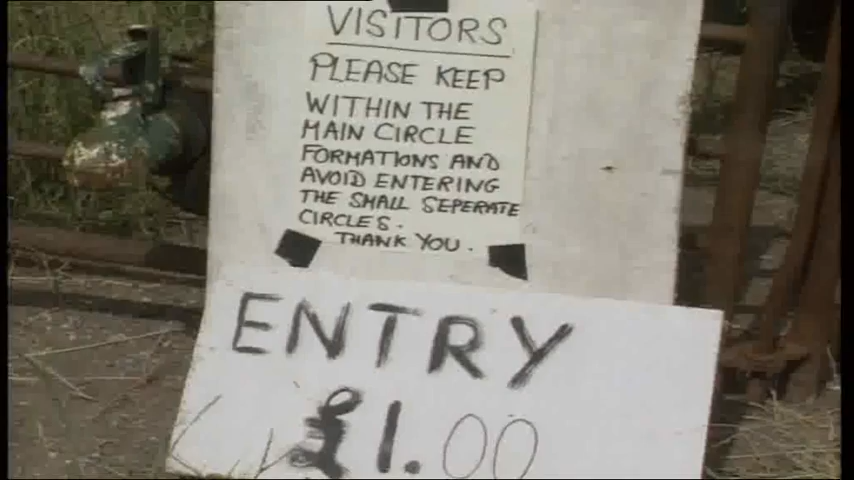 VISITORS
PLEASE KEEP
WITHIN THE
MAIN CIRCLE
FORMATIONS AND
AVOID ENTERING
THE SMALL SEPERATE
CIRCLES.
THANK YOU.
ENTRY
£1.00